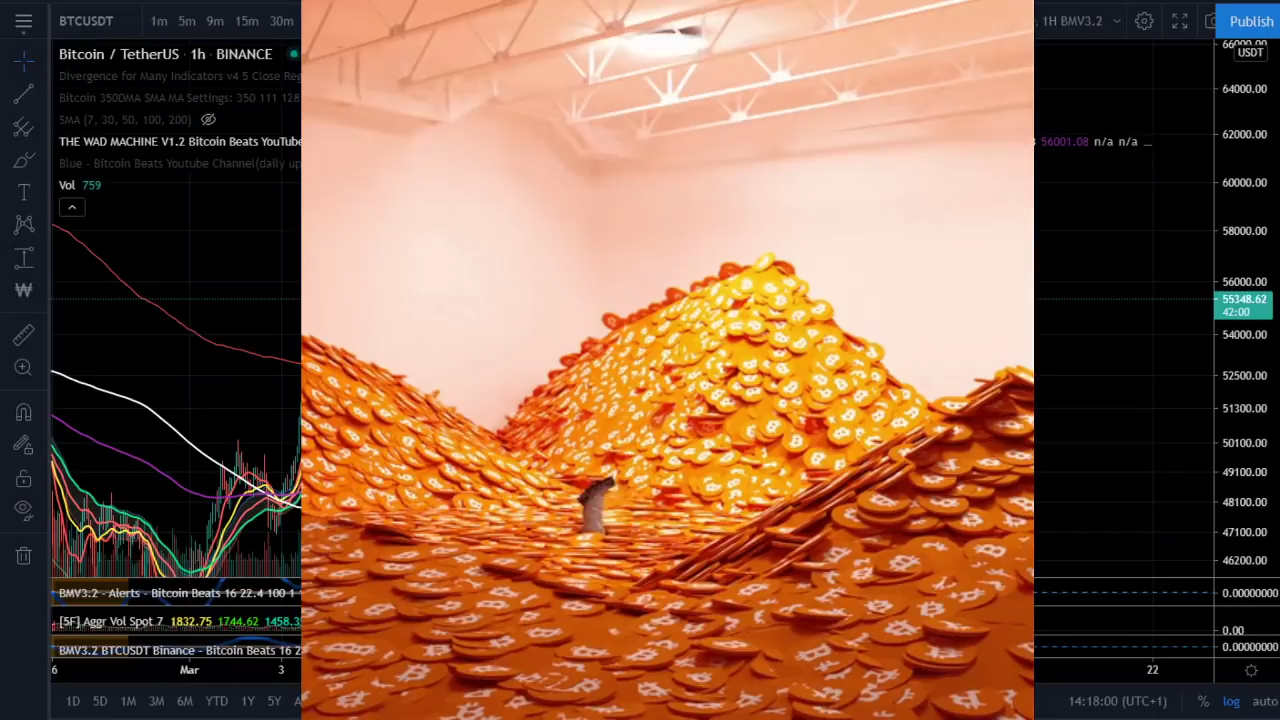 BTCUSDT 1m 5m 9m 15m 30m 1H BMV3.2 Publish
Bitcoin / TetherUS · 1h · BINANCE
Divergence for Many Indicators v4 5 Close Reg
Bitcoin 350DMA SMA MA Settings: 350 111 128
SMA (7, 30, 50, 100, 200)
THE WAD MACHINE V1.2 Bitcoin Beats YouTube 56001.08 n/a n/a ...
Blue - Bitcoin Beats Youtube Channel(daily up
Vol 759
66000.00
USDT
64000.00
62000.00
60000.00
58000.00
56000.00
55348.62
42:00
54000.00
52500.00
51300.00
50100.00
49100.00
48100.00
47100.00
46200.00
BMV3.2 - Alerts - Bitcoin Beats 16 22.4 100 1 0.00000000
[5F] Aggr Vol Spot 7 1832.75 1744.62 1458.3 0.00
BMV3.2 BTCUSDT Binance - Bitcoin Beats 16 2 0.00000000
6 Mar 3 22
1D 5D 1M 3M 6M YTD 1Y 5Y A 14:18:00 (UTC+1) % log auto